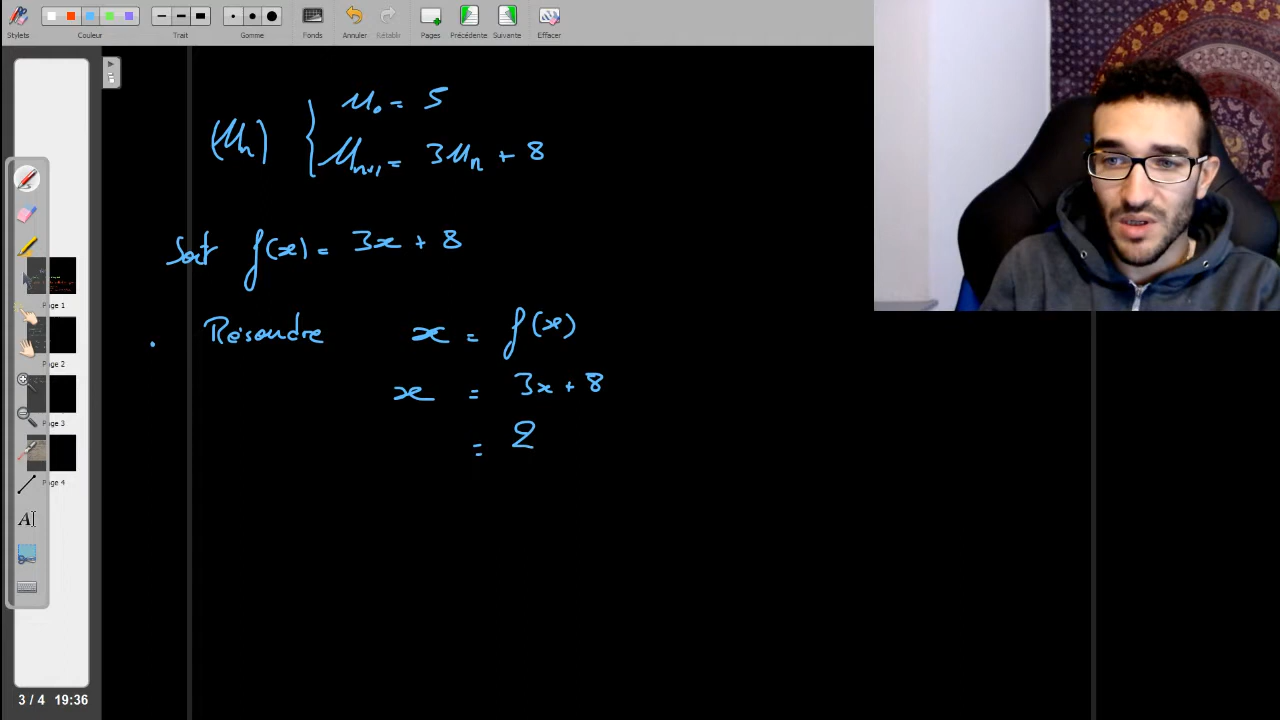 Stylets Couleur Trait Gomme Fonds Annuler Rétablir Pages Précédente Suivante Effacer
(Un) { U0 = 5
Un+1 = 3Un + 8
Soit f(x) = 3x + 8
. Résoudre x = f(x)
x = 3x + 8
= 2
Page 1
Page 2
Page 3
Page 4
A
3 / 4 19:36